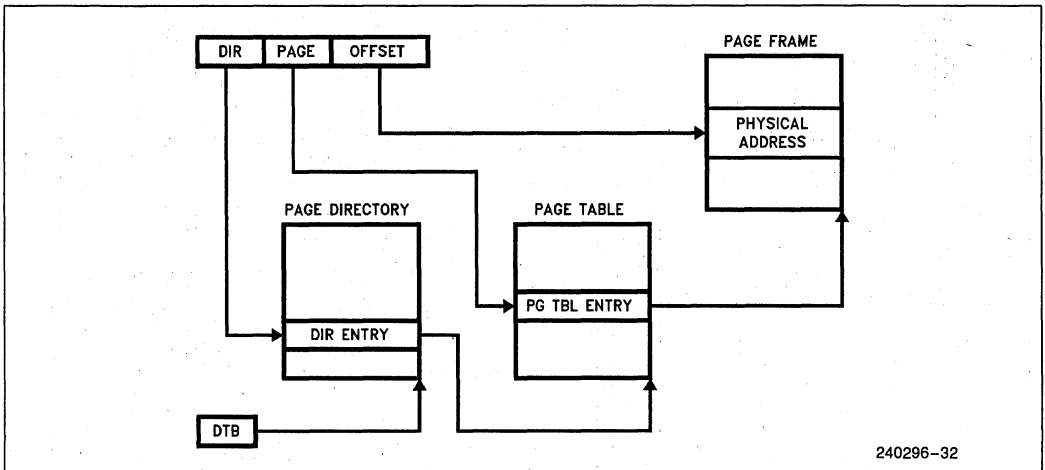 DIR PAGE OFFSET
PAGE FRAME
PHYSICAL
ADDRESS
PAGE DIRECTORY
PAGE TABLE
PG TBL ENTRY
DIR ENTRY
DTB
240296-32